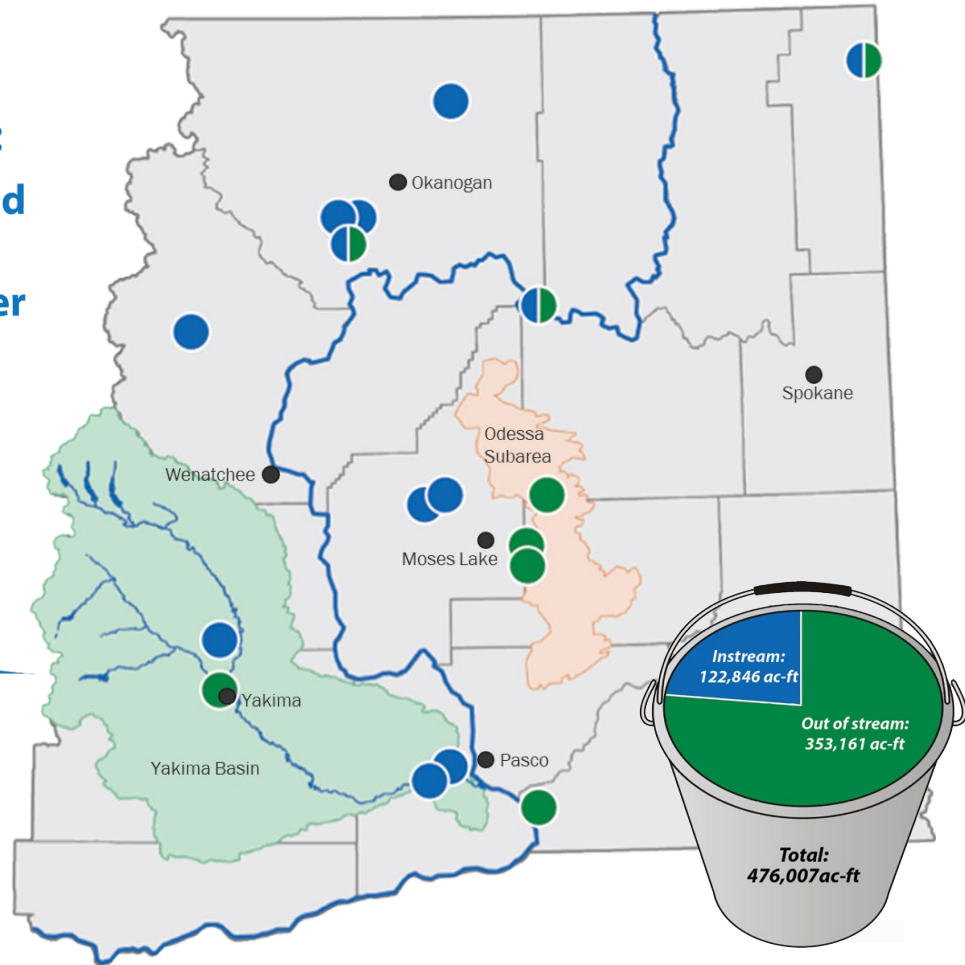 :
d
er
Okanogan
Spokane
Odessa
Subarea
Wenatchee
Moses Lake
Yakima
Pasco
Yakima Basin
Instream:
122,846 ac-ft
Out of stream:
353,161 ac-ft
Total:
476,007ac-ft